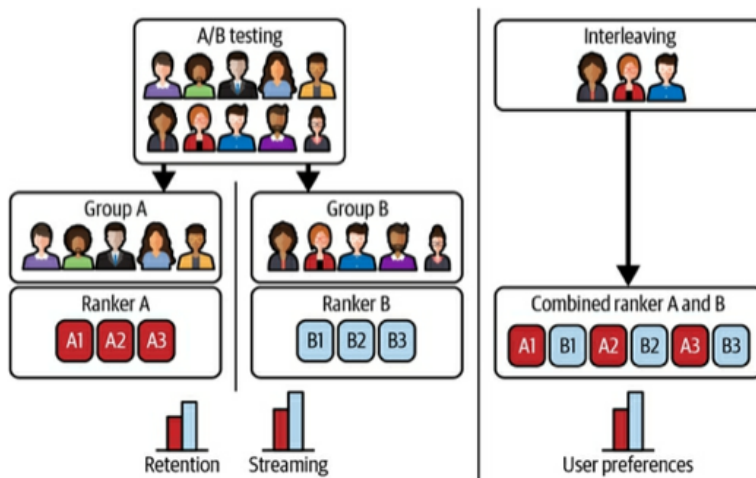 A/B testing
Interleaving
Group A
Group B
Ranker A
Ranker B
Combined ranker A and B
A1 A2 A3
B1 B2 B3
A1 B1 A2 B2 A3 B3
Retention
Streaming
User preferences